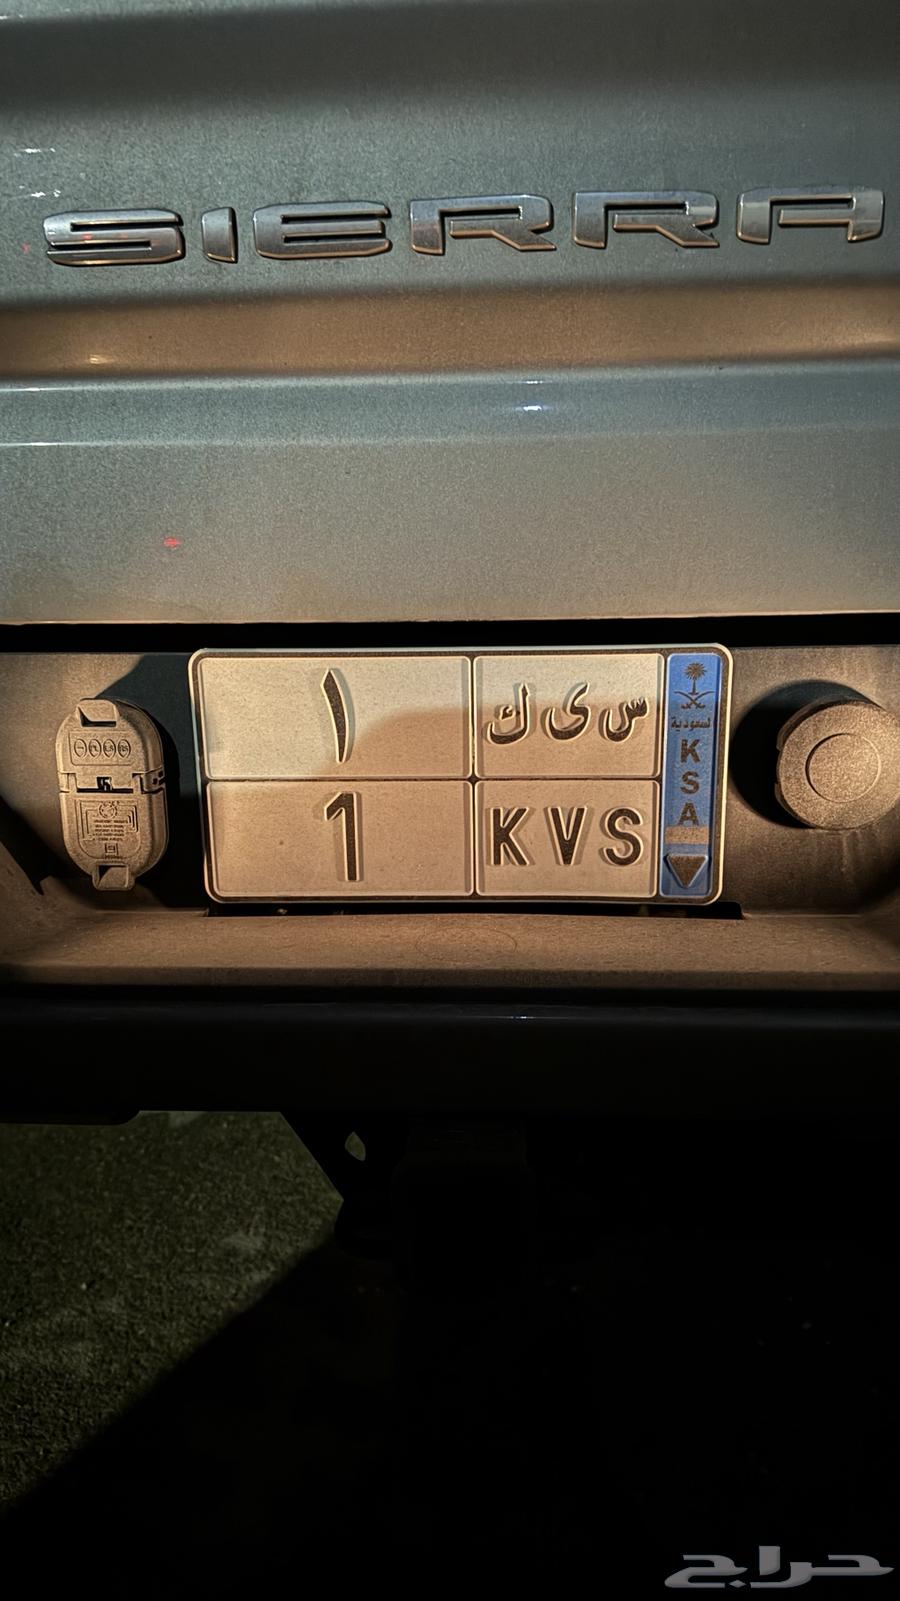 SIERRA
١ س ى ك
1 KVS
السعودية
K
S
A
حراج